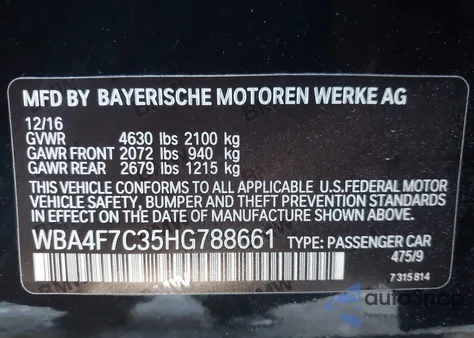 MFD BY BAYERISCHE MOTOREN WERKE AG
12/16
GVWR 4630 lbs 2100 kg
GAWR FRONT 2072 lbs 940 kg
GAWR REAR 2679 lbs 1215 kg
THIS VEHICLE CONFORMS TO ALL APPLICABLE U.S.FEDERAL MOTOR
VEHICLE SAFETY, BUMPER AND THEFT PREVENTION STANDARDS IN
EFFECT ON THE DATE OF MANUFACTURE SHOWN ABOVE.
WBA4F7C35HG788661 TYPE: PASSENGER CAR
475/9
7 315 814
autoSnap